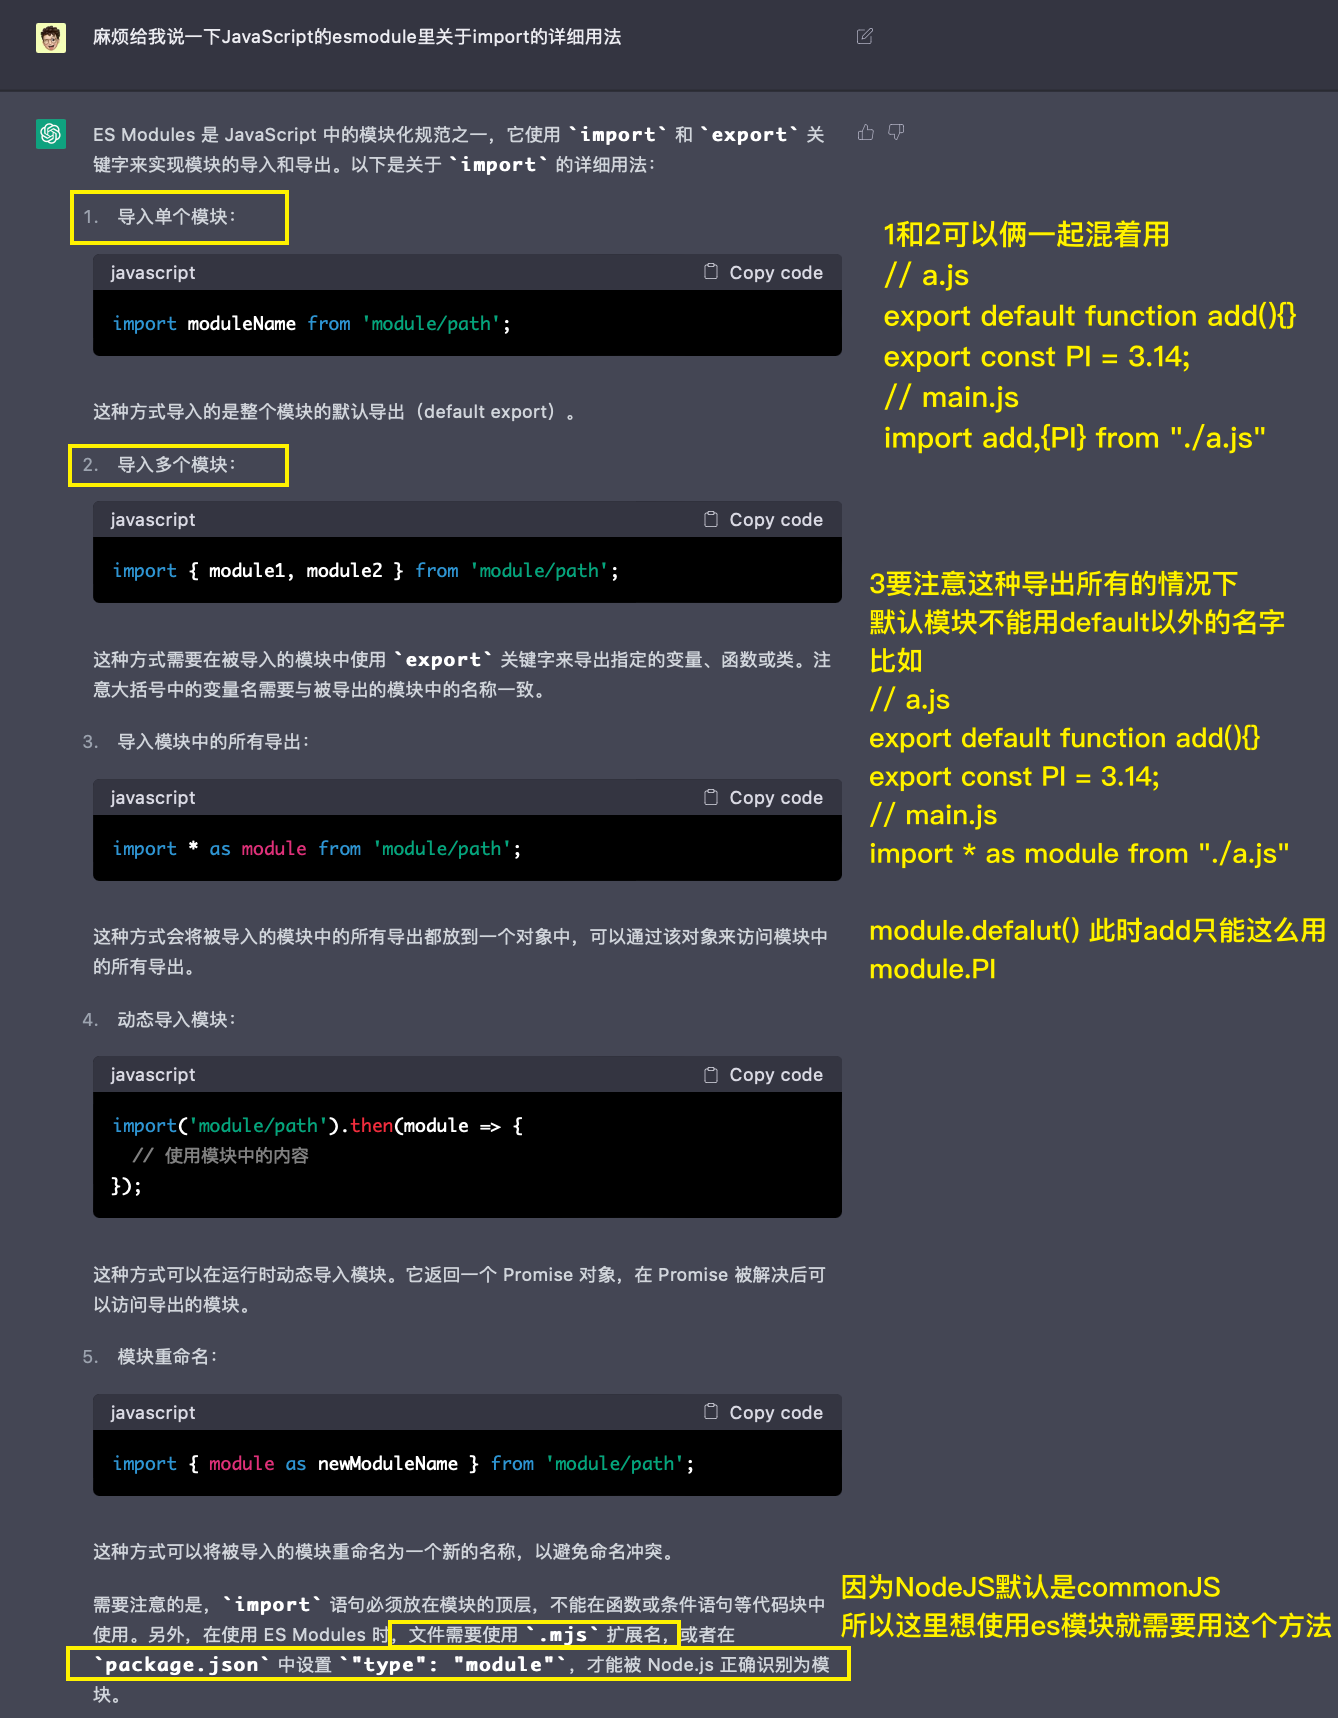 麻烦给我说一下JavaScript的esmodule里关于import的详细用法
ES Modules 是 JavaScript 中的模块化规范之一，它使用 `import` 和 `export` 关
键字来实现模块的导入和导出。以下是关于 `import` 的详细用法：
1. 导入单个模块：
javascript
Copy code
import moduleName from 'module/path';
这种方式导入的是整个模块的默认导出（default export）。
2. 导入多个模块：
javascript
Copy code
import { module1, module2 } from 'module/path';
这种方式需要在被导入的模块中使用 `export` 关键字来导出指定的变量、函数或类。注
意大括号中的变量名需要与被导出的模块中的名称一致。
3. 导入模块中的所有导出：
javascript
Copy code
import * as module from 'module/path';
这种方式会将被导入的模块中的所有导出都放到一个对象中，可以通过该对象来访问模块中
的所有导出。
4. 动态导入模块：
javascript
Copy code
import('module/path').then(module => {
// 使用模块中的内容
});
这种方式可以在运行时动态导入模块。它返回一个 Promise 对象，在 Promise 被解决后可
以访问导出的模块。
5. 模块重命名：
javascript
Copy code
import { module as newModuleName } from 'module/path';
这种方式可以将被导入的模块重命名为一个新的名称，以避免命名冲突。
需要注意的是，`import` 语句必须放在模块的顶层，不能在函数或条件语句等代码块中
使用。另外，在使用 ES Modules 时，文件需要使用 `.mjs` 扩展名，或者在
`package.json` 中设置 `"type": "module"`，才能被 Node.js 正确识别为模
块。
1和2可以俩一起混着用
// a.js
export default function add(){}
export const PI = 3.14;
// main.js
import add,{PI} from "./a.js"
3要注意这种导出所有的情况下
默认模块不能用default以外的名字
比如
// a.js
export default function add(){}
export const PI = 3.14;
// main.js
import * as module from "./a.js"
module.defalut() 此时add只能这么用
module.PI
因为NodeJS默认是commonJS
所以这里想使用es模块就需要用这个方法